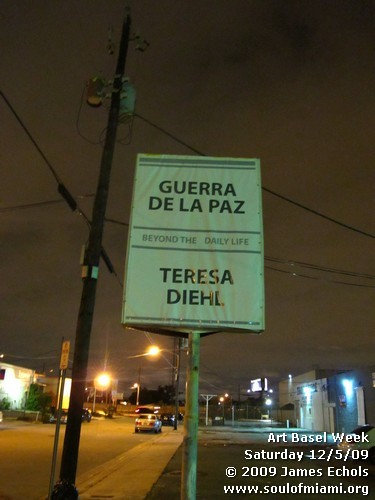 GUERRA
DE LA PAZ
BEYOND THE DAILY LIFE
TERESA
DIEHL
Art Basel Week
Saturday 12/5/09
© 2009 James Echols
www.soulofmiami.org